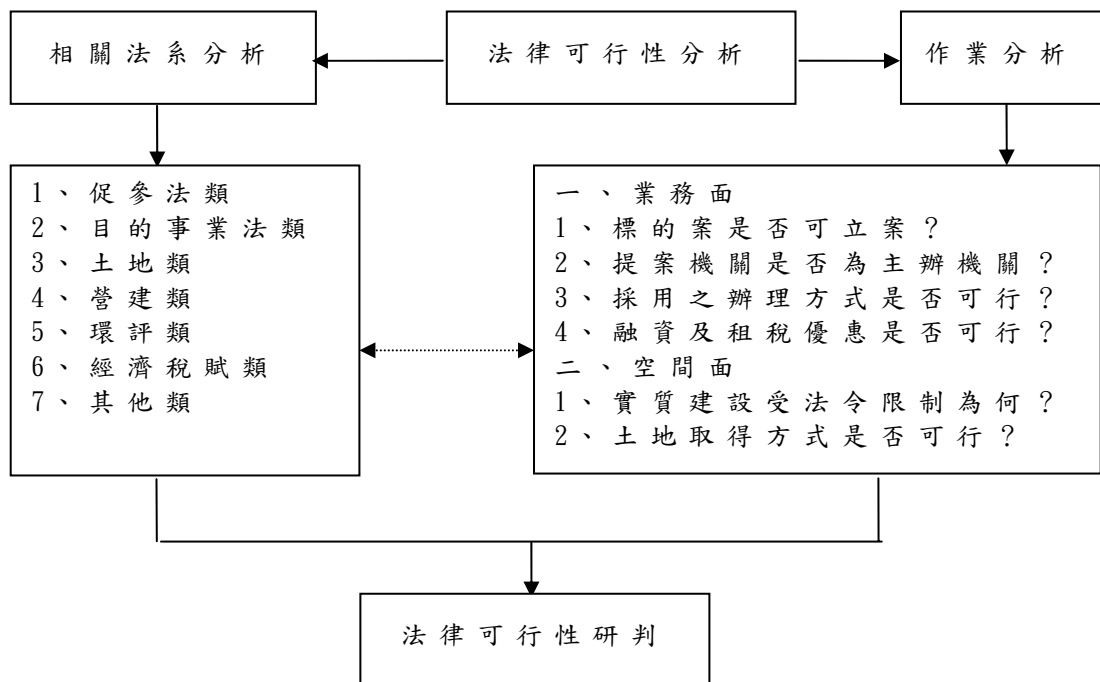 相關法系分析
法律可行性分析
作業分析
1、促參法類
2、目的事業法類
3、土地類
4、營建類
5、環評類
6、經濟稅賦類
7、其他類
一、業務面
1、標的案是否可立案？
2、提案機關是否為主辦機關？
3、採用之辦理方式是否可行？
4、融資及租稅優惠是否可行？
二、空間面
1、實質建設受法令限制為何？
2、土地取得方式是否可行？
法律可行性研判